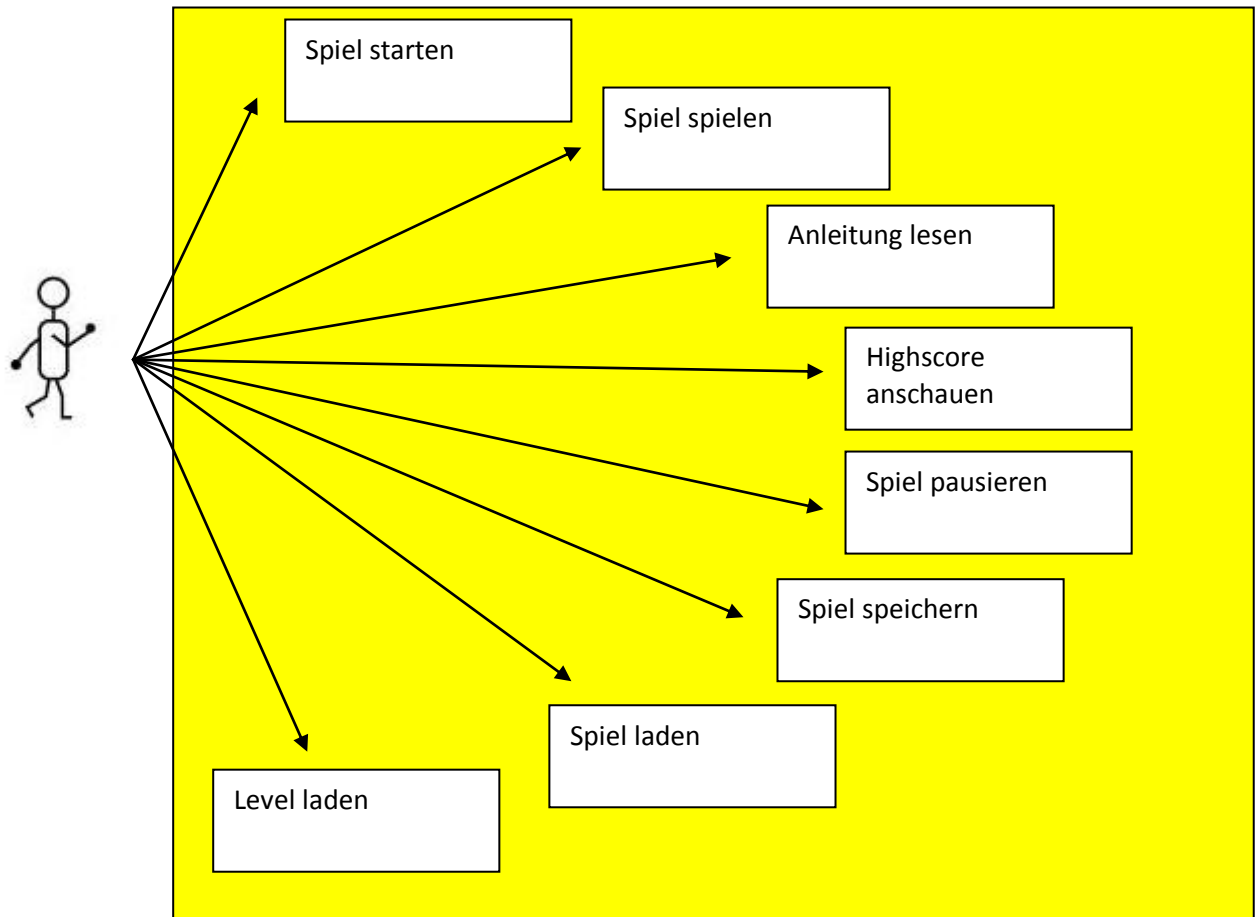 Spiel starten
Spiel spielen
Anleitung lesen
Highscore
anschauen
Spiel pausieren
Spiel speichern
Spiel laden
Level laden